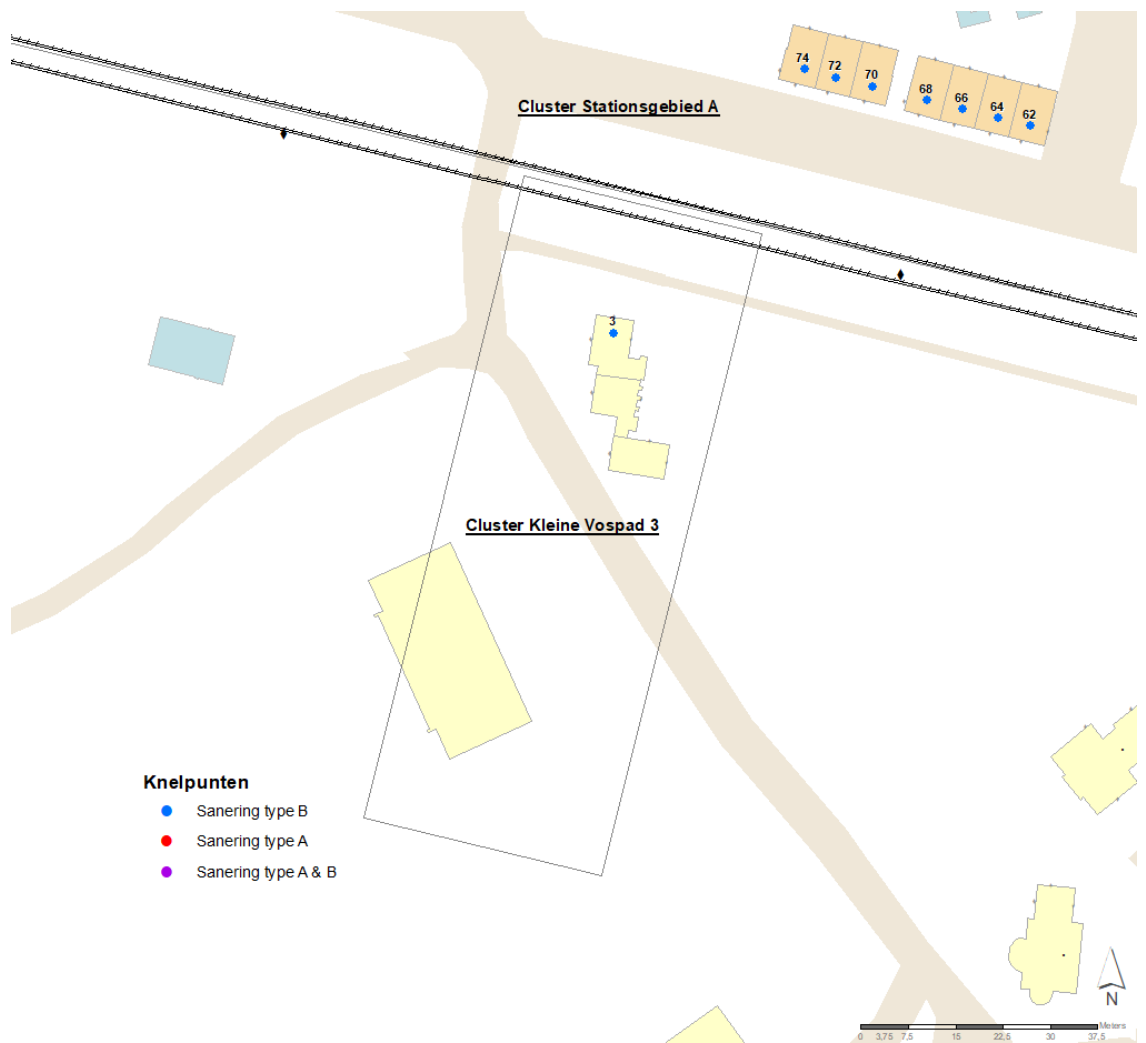 74
72
70
68
66
64
62
Cluster Stationsgebied A
3
Cluster Kleine Vospad 3
Knelpunten
Sanering type B
Sanering type A
Sanering type A & B
N
Meters
0 3,75 7,5 15 22,5 30 37,5